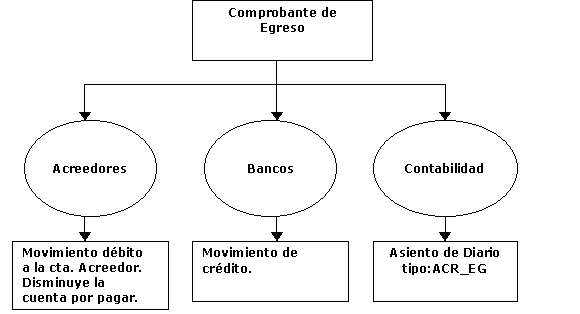 Comprobante de
Egreso
Acreedores
Bancos
Contabilidad
Movimiento débito
a la cta. Acreedor.
Disminuye la
cuenta por pagar.
Movimiento de
crédito.
Asiento de Diario
tipo:ACR_EG